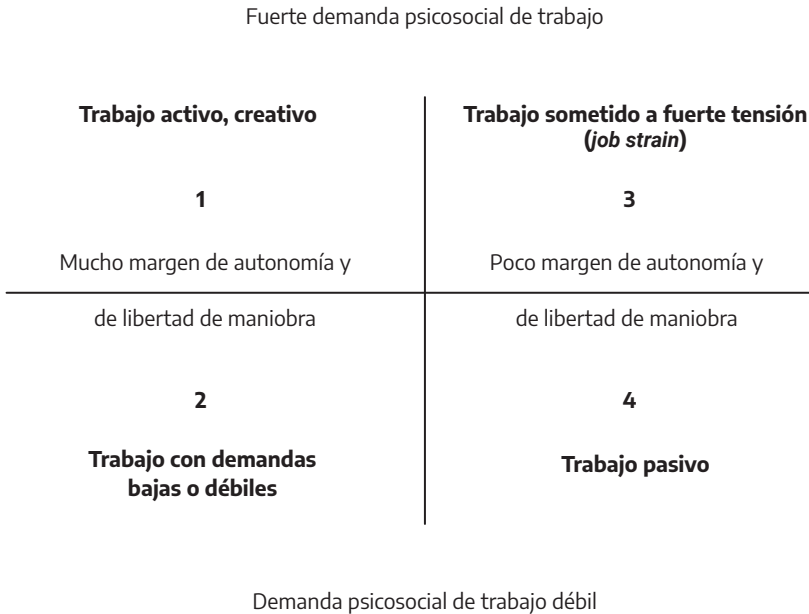 Fuerte demanda psicosocial de trabajo
Trabajo activo, creativo
Trabajo sometido a fuerte tensión
(job strain)
1
3
Mucho margen de autonomía y
Poco margen de autonomía y
de libertad de maniobra
de libertad de maniobra
2
4
Trabajo con demandas
bajas o débiles
Trabajo pasivo
Demanda psicosocial de trabajo débil